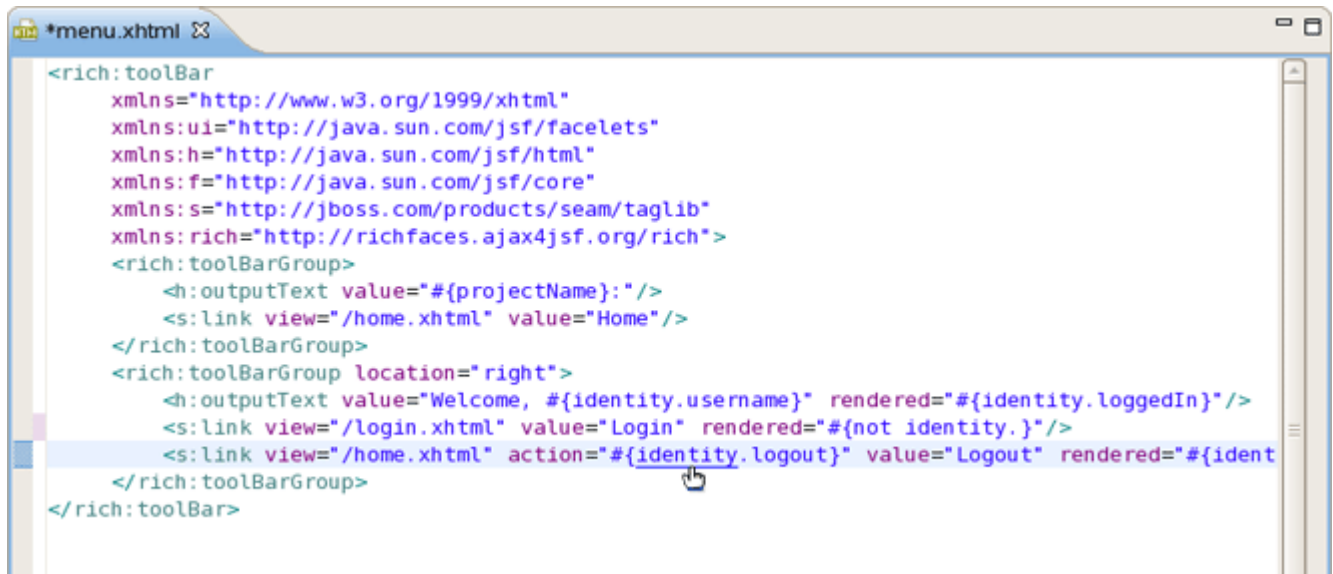 *menu.xhtml
<rich:toolBar
xmlns="http://www.w3.org/1999/xhtml"
xmlns:ui="http://java.sun.com/jsf/facelets"
xmlns:h="http://java.sun.com/jsf/html"
xmlns:f="http://java.sun.com/jsf/core"
xmlns:s="http://jboss.com/products/seam/taglib"
xmlns:rich="http://richfaces.ajax4jsf.org/rich">
<rich:toolBarGroup>
<h:outputText value="#{projectName}:"/>
<s:link view="/home.xhtml" value="Home"/>
</rich:toolBarGroup>
<rich:toolBarGroup location="right">
<h:outputText value="Welcome, #{identity.username}" rendered="#{identity.loggedIn}"/>
<s:link view="/login.xhtml" value="Login" rendered="#{not identity.}"/>
<s:link view="/home.xhtml" action="#{identity.logout}" value="Logout" rendered="#{ident
</rich:toolBarGroup>
</rich:toolBar>